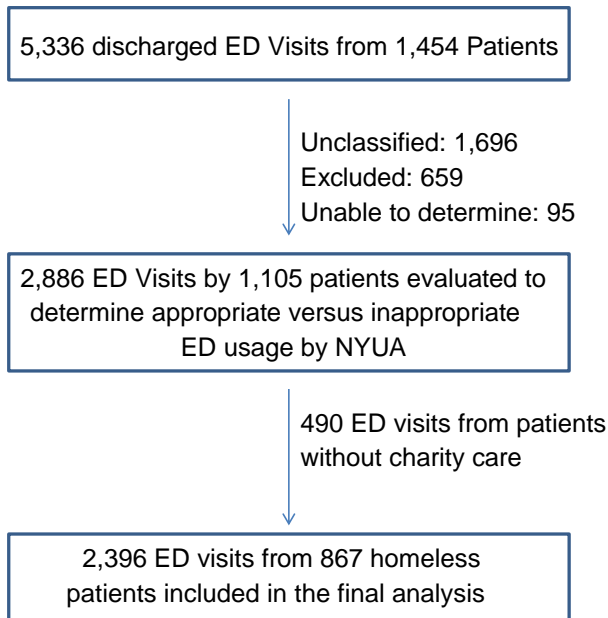 5,336 discharged ED Visits from 1,454 Patients
Unclassified: 1,696
Excluded: 659
Unable to determine: 95
2,886 ED Visits by 1,105 patients evaluated to
determine appropriate versus inappropriate
ED usage by NYUA
490 ED visits from patients
without charity care
2,396 ED visits from 867 homeless
patients included in the final analysis